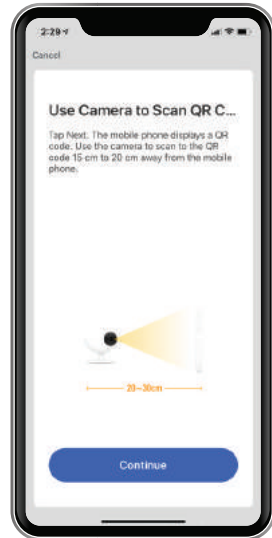 2:29
Cancel
Use Camera to Scan QR C...
Tap Next. The mobile phone displays a QR
code. Use the camera to scan to the QR
code 15 cm to 20 cm away from the mobile
phone.
20~30cm
Continue